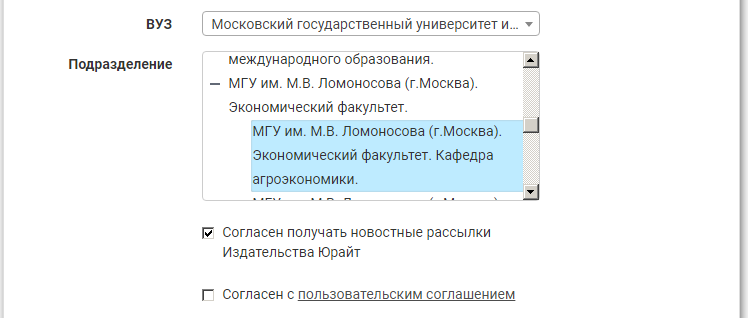 ВУЗ Московский государственный университет и...
Подразделение
международного образования.
МГУ им. М.В. Ломоносова (г.Москва).
Экономический факультет.
МГУ им. М.В. Ломоносова (г.Москва).
Экономический факультет. Кафедра
агроэкономики.
Согласен получать новостные рассылки
Издательства Юрайт
Согласен с пользовательским соглашением